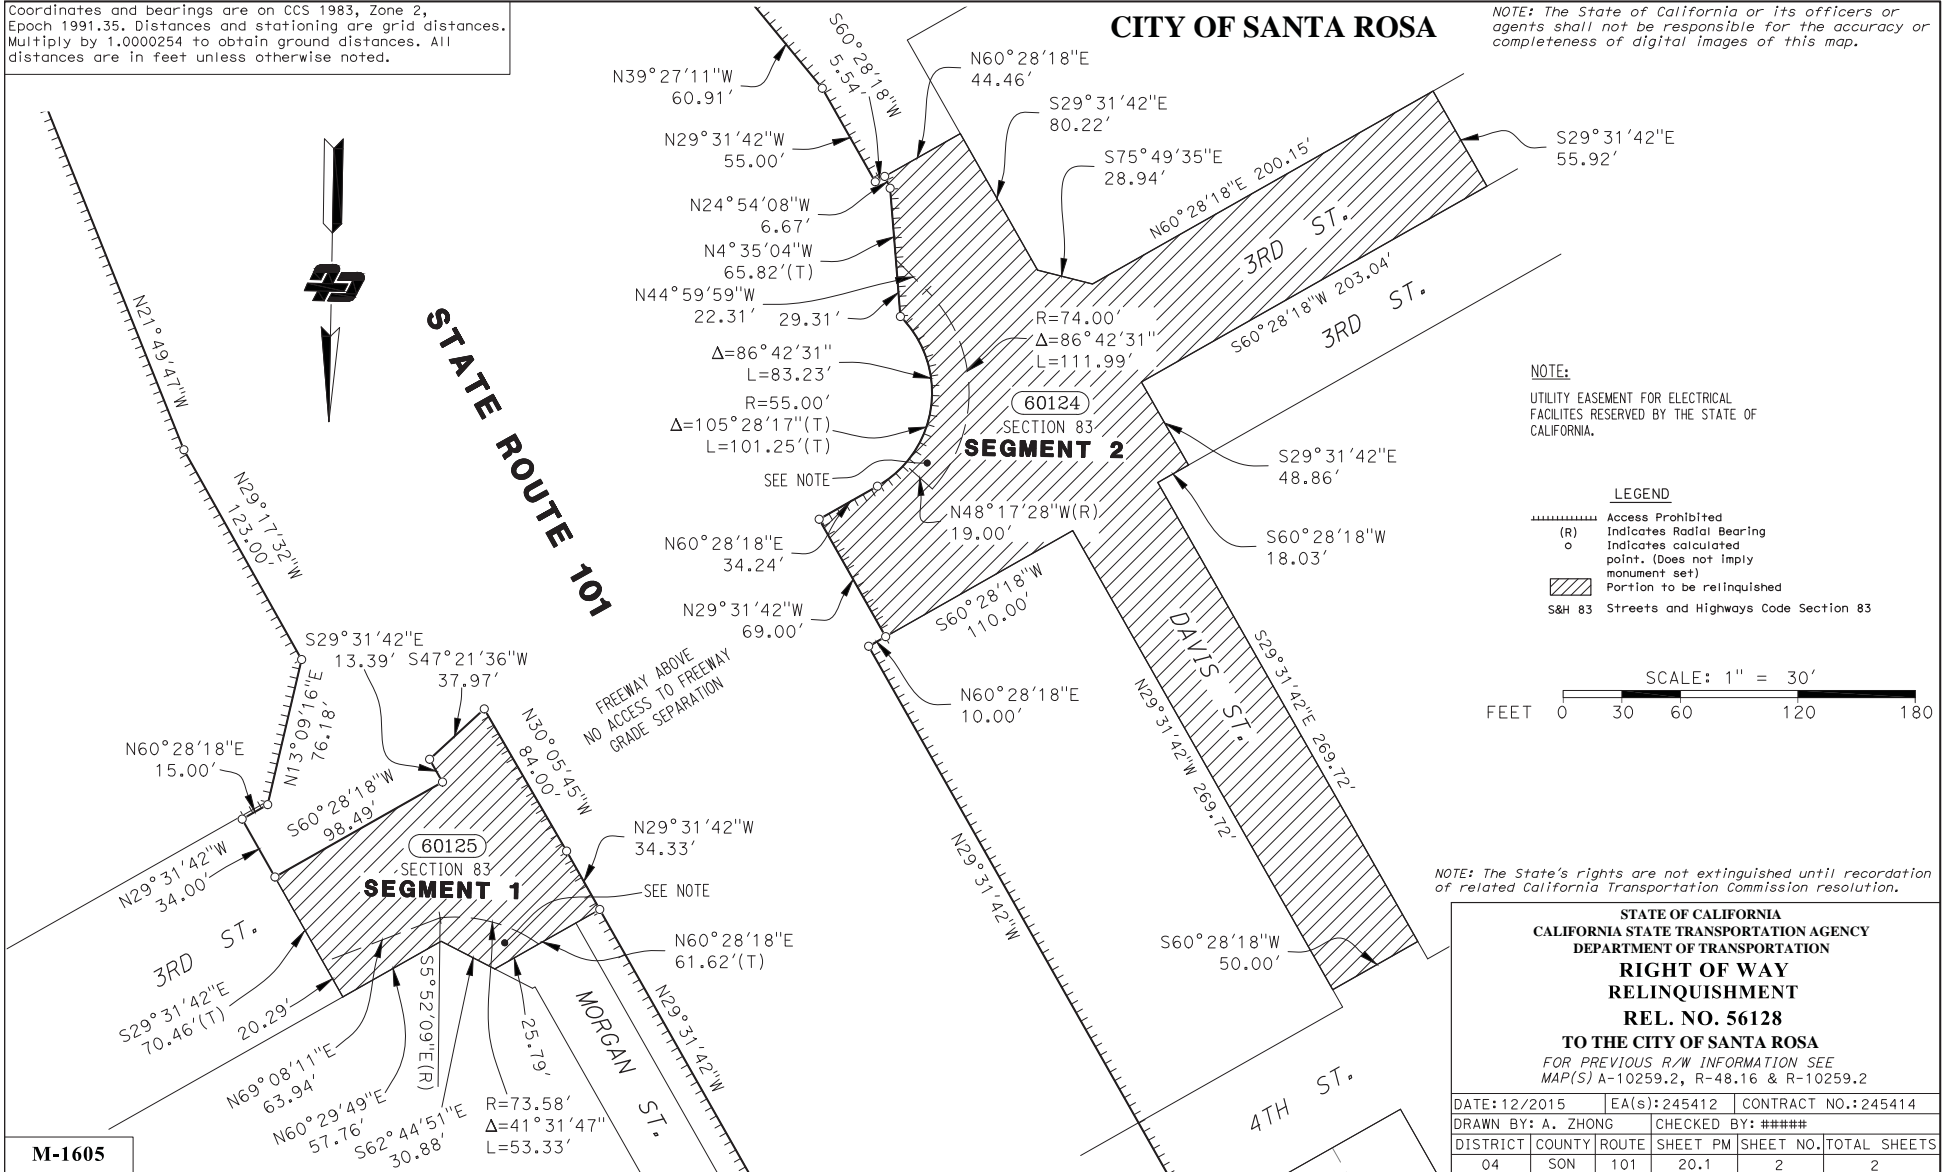 Coordinates and bearings are on CCS 1983, Zone 2,
Epoch 1991.35. Distances and stationing are grid distances.
Multiply by 1.0000254 to obtain ground distances. All
distances are in feet unless otherwise noted.
CITY OF SANTA ROSA
NOTE: The State of California or its officers or
agents shall not be responsible for the accuracy or
completeness of digital images of this map.
S60°28'18"W
5.54'
N39°27'11"W
60.91'
N60°28'18"E
44.46'
S29°31'42"E
80.22'
N29°31'42"W
55.00'
S75°49'35"E
28.94'
S29°31'42"E
55.92'
N24°54'08"W
6.67'
N4°35'04"W
65.82'(T)
N44°59'59"W
22.31'
29.31'
N60°28'18"E 200.15'
3RD ST.
S60°28'18"W 203.04'
3RD ST.
R=74.00'
Δ=86°42'31"
L=111.99'
Δ=86°42'31"
L=83.23'
R=55.00'
Δ=105°28'17"(T)
L=101.25'(T)
60124
SECTION 83
SEGMENT 2
SEE NOTE
N48°17'28"W(R)
19.00'
S29°31'42"E
48.86'
S60°28'18"W
18.03'
N60°28'18"E
34.24'
N29°31'42"W
69.00'
S60°28'18"W
110.00'
N60°28'18"E
10.00'
DAVIS ST.
S29°31'42"E 269.72'
N29°31'42"W 269.72'
N29°31'42"W
S60°28'18"W
50.00'
4TH ST.
STATE ROUTE 101
N21°49'47"W
N29°17'32"W
123.00'
FREEWAY ABOVE
NO ACCESS TO FREEWAY
GRADE SEPARATION
S29°31'42"E
13.39'
S47°21'36"W
37.97'
N13°09'16"E
76.18'
N60°28'18"E
15.00'
S60°28'18"W
98.49'
N30°05'45"W
84.00'
N29°31'42"W
34.00'
60125
SECTION 83
SEGMENT 1
N29°31'42"W
34.33'
SEE NOTE
N60°28'18"E
61.62'(T)
3RD ST.
S29°31'42"E
70.46'(T)
20.29'
N69°08'11"E
63.94'
N60°29'49"E
57.76'
S5°52'09"E(R)
S62°44'51"E
30.88'
R=73.58'
Δ=41°31'47"
L=53.33'
25.79'
MORGAN ST.
N29°31'42"W
NOTE:
UTILITY EASEMENT FOR ELECTRICAL
FACILITES RESERVED BY THE STATE OF
CALIFORNIA.
LEGEND
Access Prohibited
(R) Indicates Radial Bearing
Indicates calculated
point. (Does not imply
monument set)
Portion to be relinquished
S&H 83 Streets and Highways Code Section 83
SCALE: 1" = 30'
FEET 0 30 60 120 180
NOTE: The State's rights are not extinguished until recordation
of related California Transportation Commission resolution.
STATE OF CALIFORNIA
CALIFORNIA STATE TRANSPORTATION AGENCY
DEPARTMENT OF TRANSPORTATION
RIGHT OF WAY
RELINQUISHMENT
REL. NO. 56128
TO THE CITY OF SANTA ROSA
FOR PREVIOUS R/W INFORMATION SEE
MAP(S) A-10259.2, R-48.16 & R-10259.2
DATE: 12/2015 EA(s): 245412 CONTRACT NO.: 245414
DRAWN BY: A. ZHONG CHECKED BY: #####
DISTRICT COUNTY ROUTE SHEET PM SHEET NO. TOTAL SHEETS
04 SON 101 20.1 2 2
M-1605